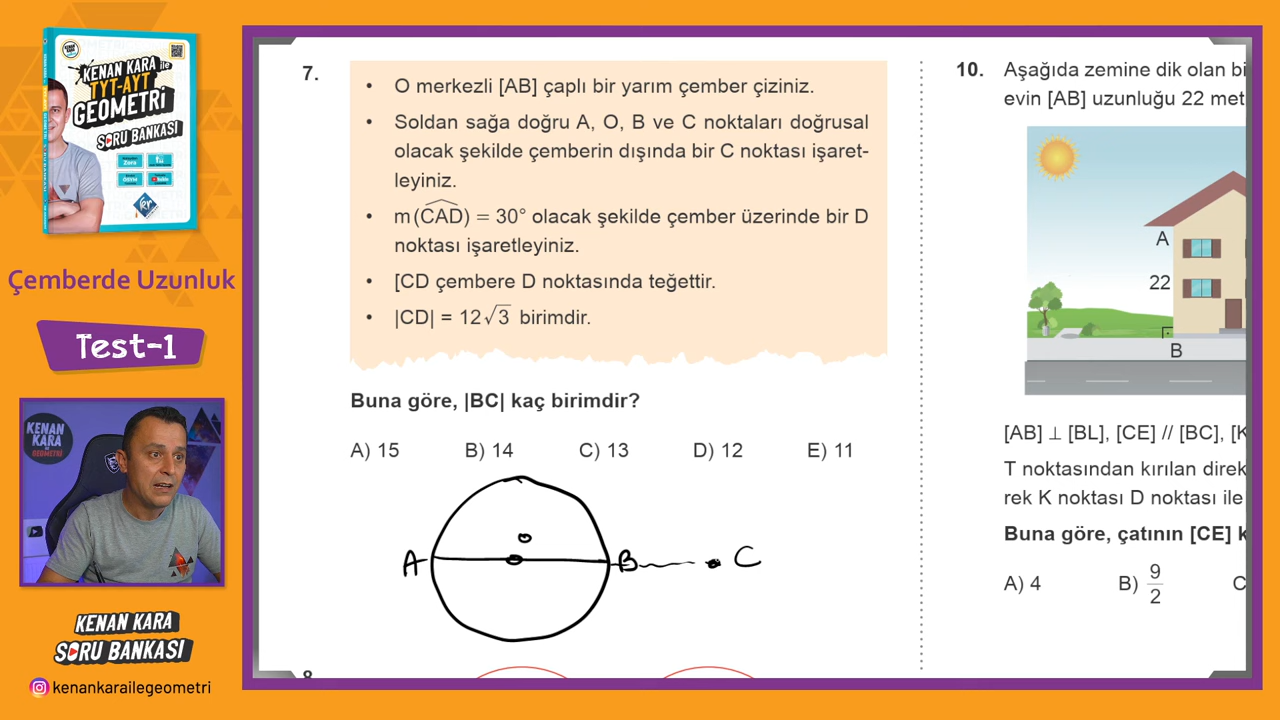 KENAN KARA ile
TYT-AYT
GEOMETRİ
SORU BANKASI
Çemberde Uzunluk
Test-1
KENAN
KARA
GEOMETRİ
KENAN KARA
SORU BANKASI
kenankarailegeometri
7.
• O merkezli [AB] çaplı bir yarım çember çiziniz.
• Soldan sağa doğru A, O, B ve C noktaları doğrusal
olacak şekilde çemberin dışında bir C noktası işaret-
leyiniz.
• m(CAD) = 30° olacak şekilde çember üzerinde bir D
noktası işaretleyiniz.
• [CD çembere D noktasında teğettir.
• |CD| = 12√3 birimdir.
Buna göre, |BC| kaç birimdir?
A) 15 B) 14 C) 13 D) 12 E) 11
A O B C
8
10. Aşağıda zemine dik olan bi
evin [AB] uzunluğu 22 met
A
22
B
[AB] ⊥ [BL], [CE] // [BC], [K
T noktasından kırılan direk
rek K noktası D noktası ile
Buna göre, çatının [CE] k
A) 4 B) 9/2 C